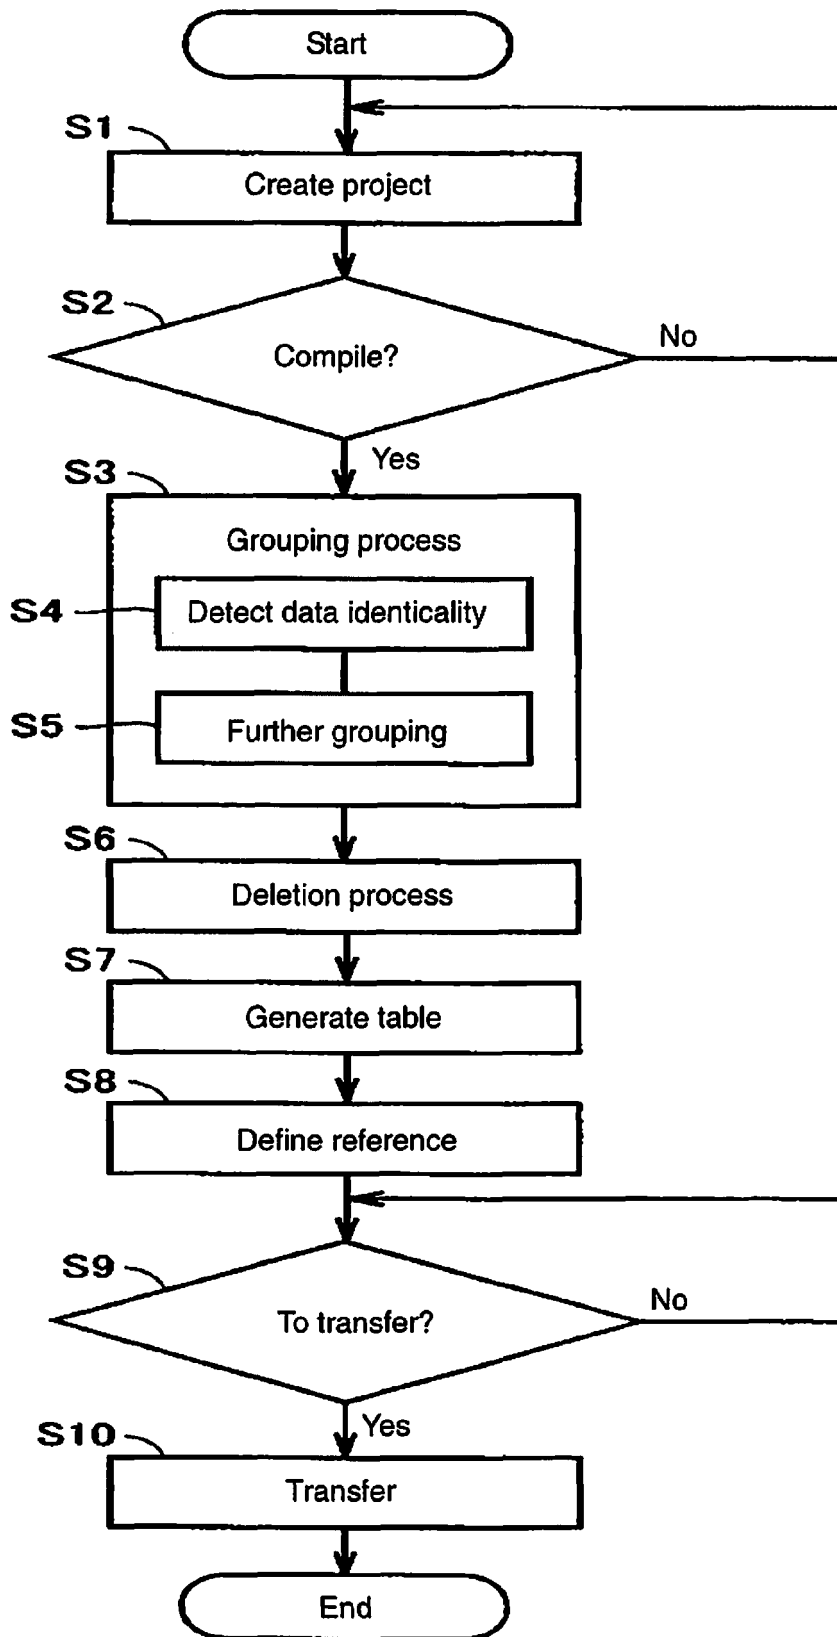 Start
S1
Create project
S2
Compile?
No
Yes
S3
Grouping process
S4
Detect data identicality
S5
Further grouping
S6
Deletion process
S7
Generate table
S8
Define reference
S9
To transfer?
No
Yes
S10
Transfer
End